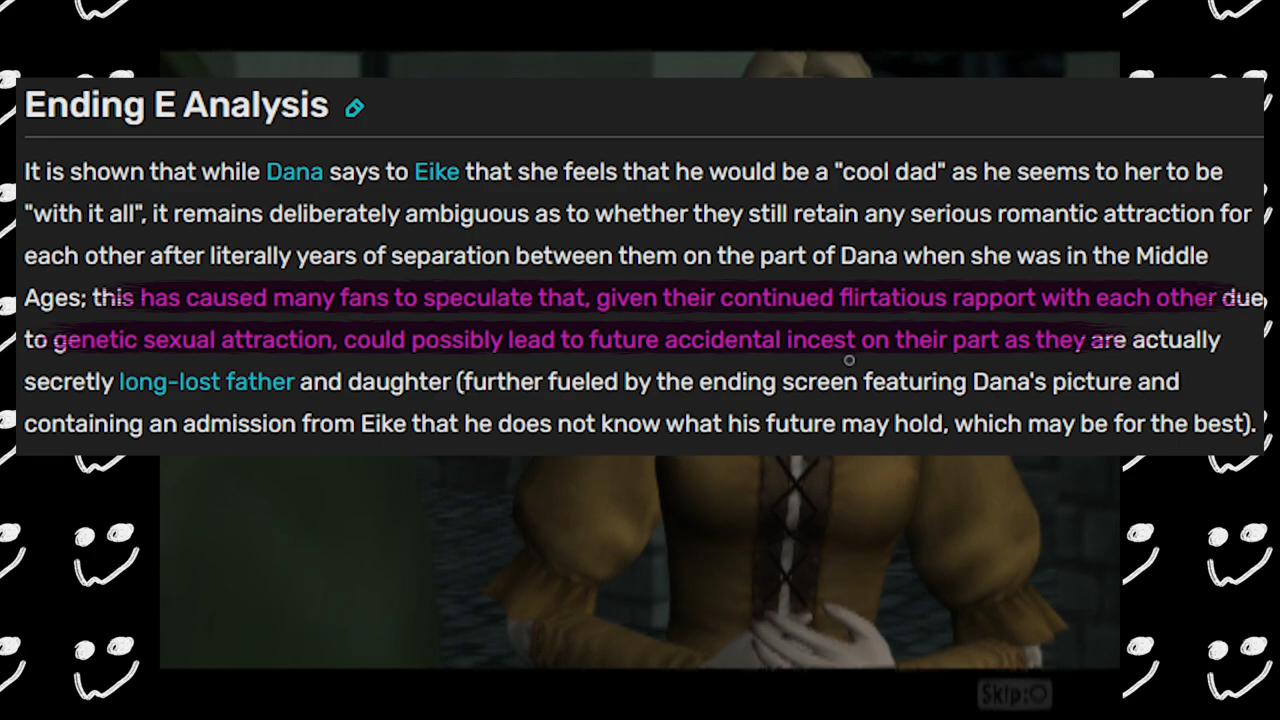 Ending E Analysis
It is shown that while Dana says to Eike that she feels that he would be a "cool dad" as he seems to her to be
"with it all", it remains deliberately ambiguous as to whether they still retain any serious romantic attraction for
each other after literally years of separation between them on the part of Dana when she was in the Middle
Ages; this has caused many fans to speculate that, given their continued flirtatious rapport with each other due
to genetic sexual attraction, could possibly lead to future accidental incest on their part as they are actually
secretly long-lost father and daughter (further fueled by the ending screen featuring Dana's picture and
containing an admission from Eike that he does not know what his future may hold, which may be for the best).
Skip:O